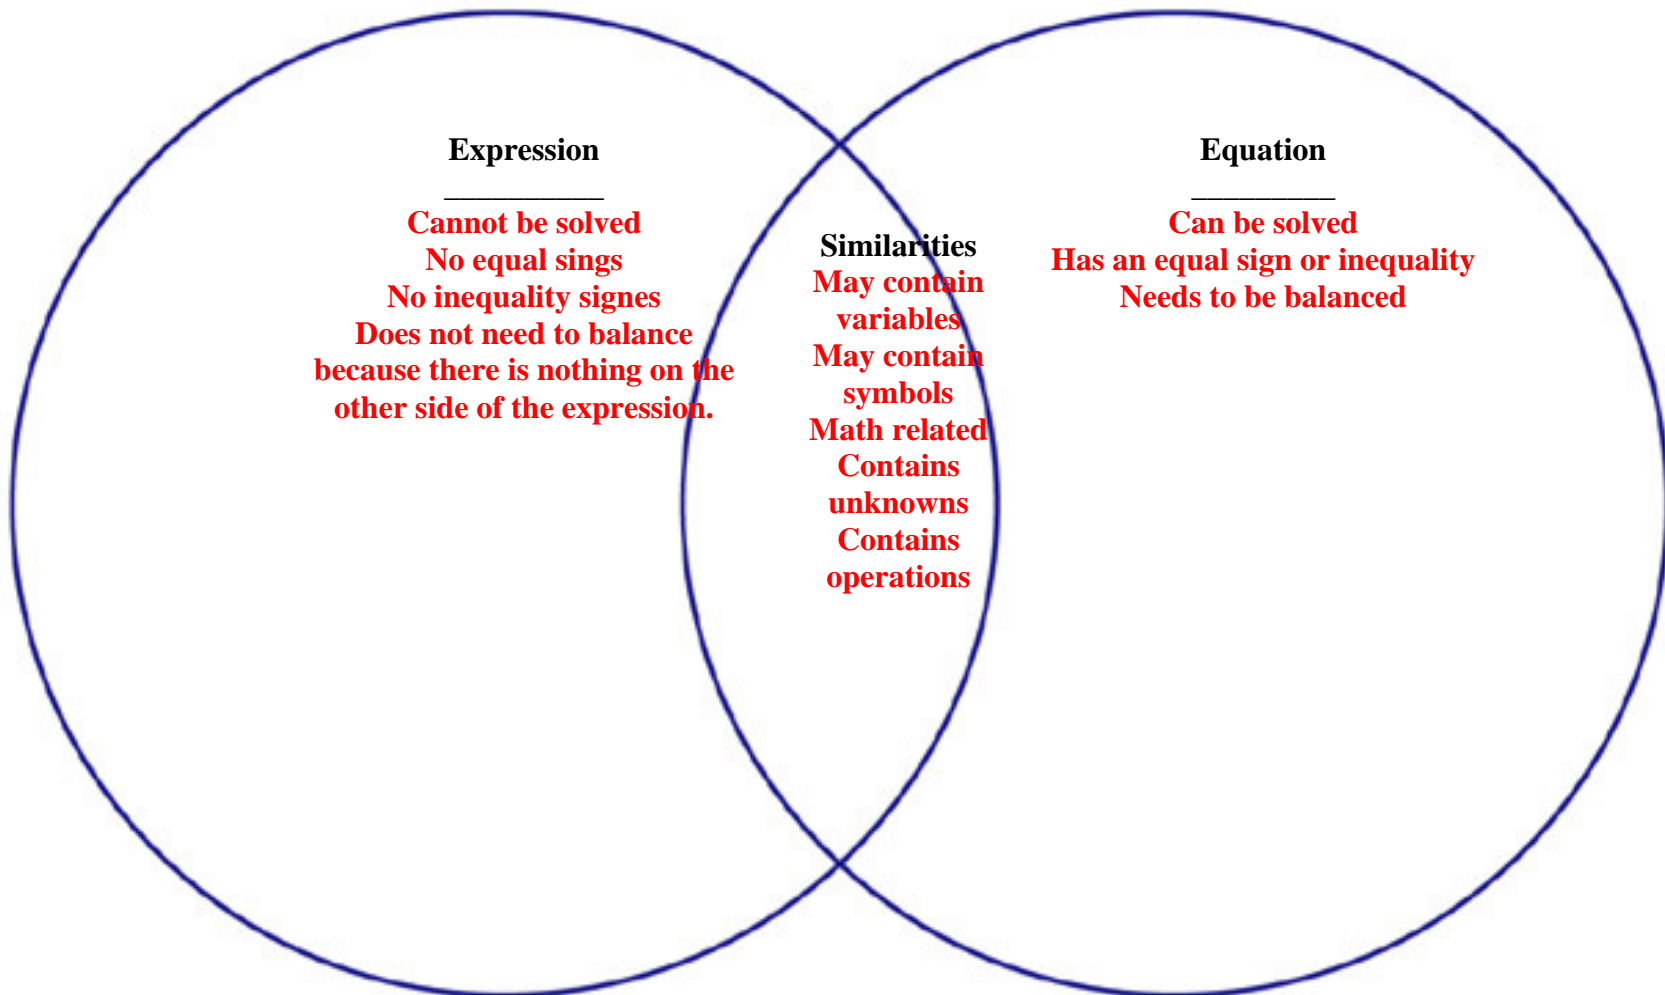 Expression
__________
Cannot be solved
No equal sings
No inequality signes
Does not need to balance
because there is nothing on the
other side of the expression.
Similarities
May contain
variables
May contain
symbols
Math related
Contains
unknowns
Contains
operations
Equation
_________
Can be solved
Has an equal sign or inequality
Needs to be balanced